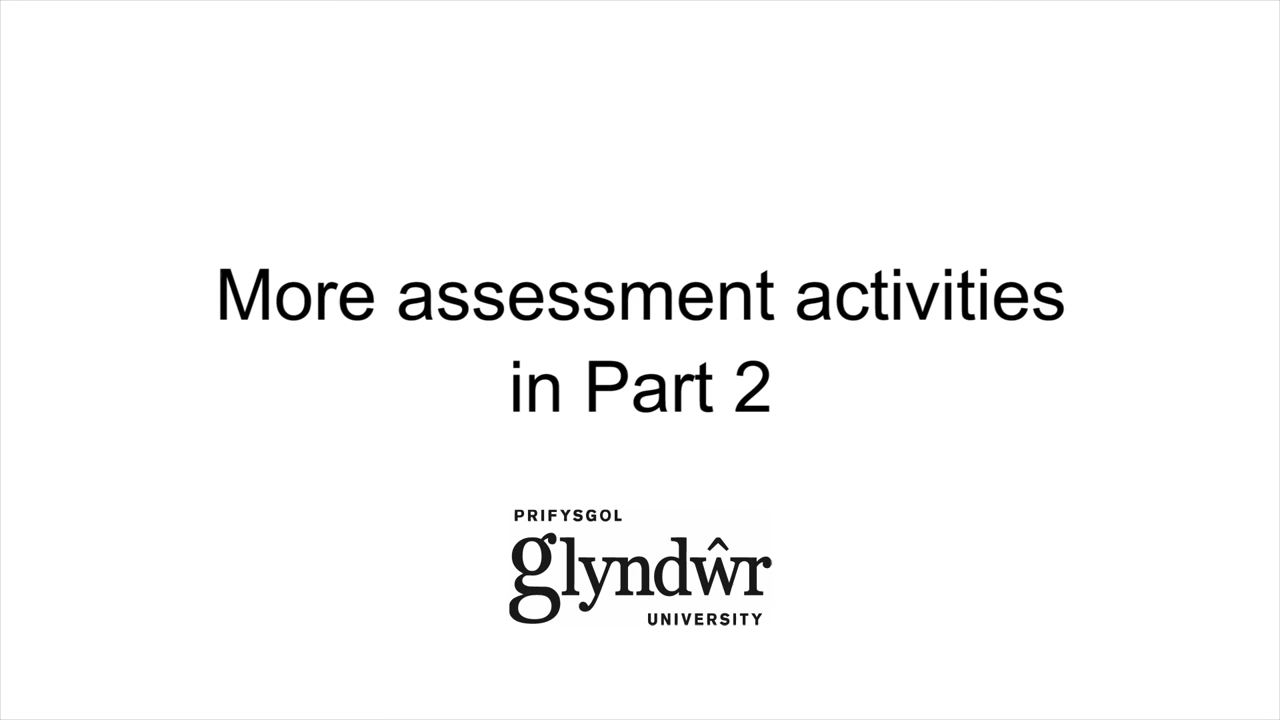 More assessment activities
in Part 2
PRIFYSGOL
glyndŵr
UNIVERSITY